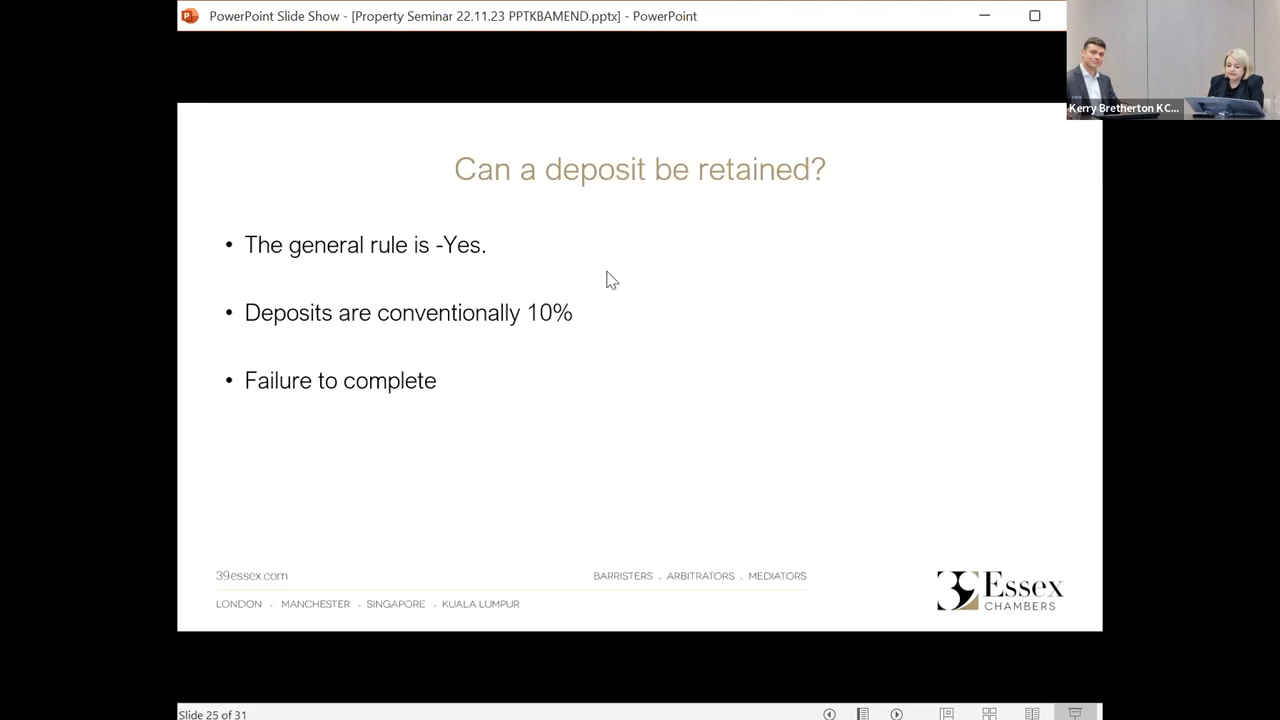 PowerPoint Slide Show - [Property Seminar 22.11.23 PPTKBAMEND.pptx] - PowerPoint
Kerry Bretherton KC...
Can a deposit be retained?
• The general rule is -Yes.
• Deposits are conventionally 10%
• Failure to complete
39essex.com
BARRISTERS . ARBITRATORS . MEDIATORS
LONDON . MANCHESTER . SINGAPORE . KUALA LUMPUR
39 Essex
CHAMBERS
Slide 25 of 31